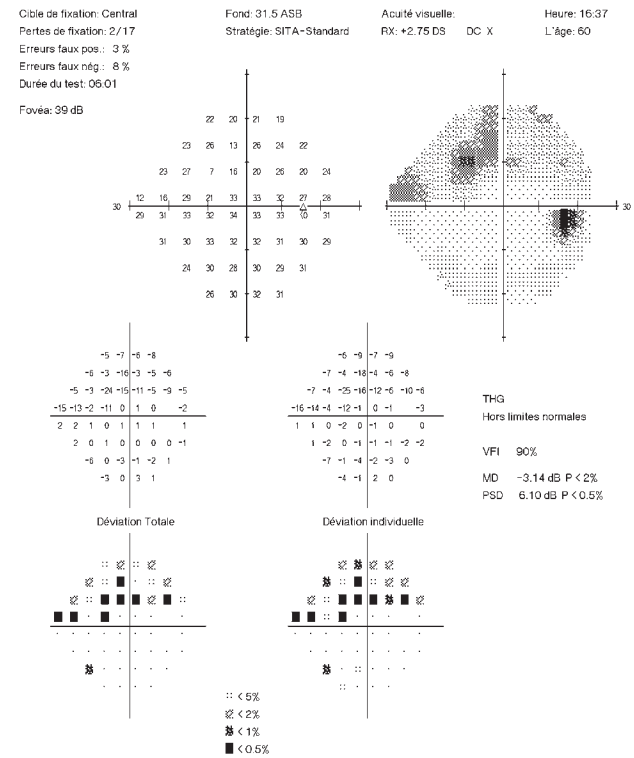 Cible de fixation: Central Fond: 31.5 ASB Acuité visuelle: Heure: 16:37
Pertes de fixation: 2/17 Stratégie: SITA-Standard RX: +2.75 DS DC X L'âge: 60
Erreurs faux pos.: 3 %
Erreurs faux nég.: 8 %
Durée du test: 06:01
Fovéa: 39 dB
22 20 21 19
23 26 13 26 24 22
23 27 7 16 20 26 20 24
12 16 29 21 33 33 32 27 28
30 30
29 31 33 32 34 33 33 <0 31
31 30 33 32 32 31 30 29
24 30 28 30 29 31
26 30 32 31
-5 -7 -6 -8
-6 -3 -16 -3 -5 -6
-5 -3 -24 -15 -11 -5 -9 -5
-15 -13 -2 -11 0 1 0 -2
2 2 1 0 1 1 1 1
2 0 1 0 0 0 -1
-6 0 -3 -1 -2 1
-3 0 3 1
-6 -9 -7 -9
-7 -4 -18 -4 -6 -8
-7 -4 -25 -16 -12 -6 -10 -6
-16 -14 -4 -12 -1 0 -1 -3
1 1 0 -2 0 -1 0 0
1 -2 0 -1 -1 -1 -2 -2
-7 -1 -4 -2 -3 0
-4 -1 2 0
THG
Hors limites normales
VFI 90%
MD -3.14 dB P < 2%
PSD 6.10 dB P < 0.5%
Déviation Totale Déviation individuelle
< 5%
< 2%
< 1%
< 0.5%